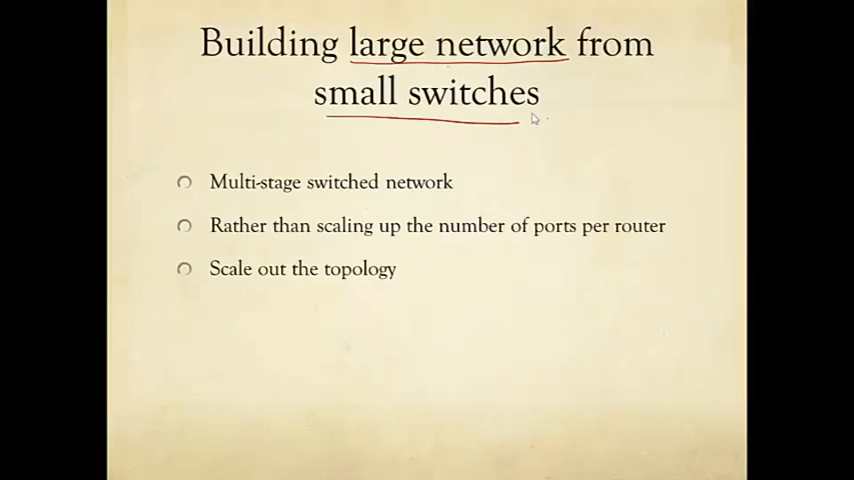 Building large network from
small switches
Multi-stage switched network
Rather than scaling up the number of ports per router
Scale out the topology